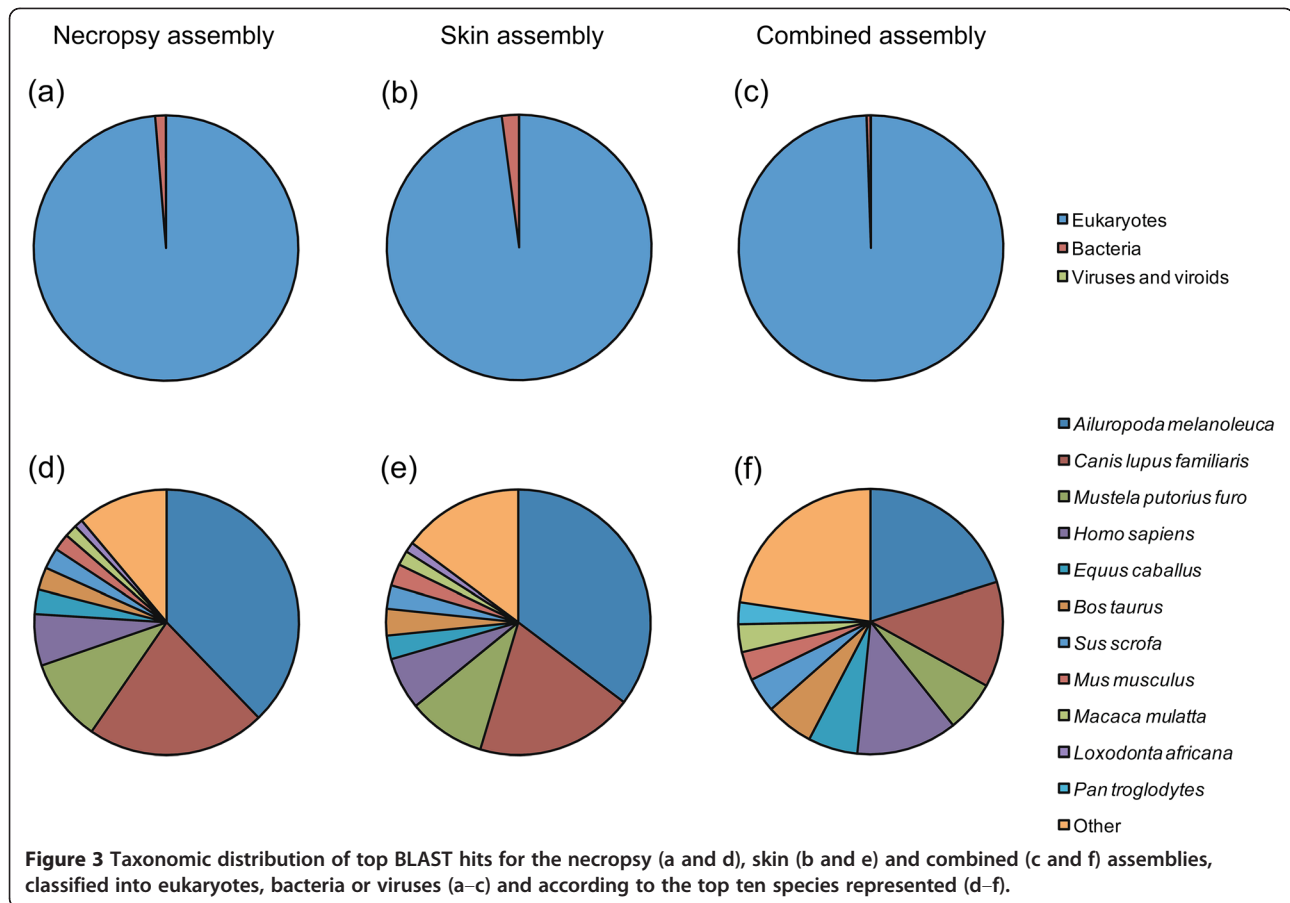 Necropsy assembly
Skin assembly
Combined assembly
(a)
(b)
(c)
Eukaryotes
Bacteria
Viruses and viroids
(d)
(e)
(f)
Ailuropoda melanoleuca
Canis lupus familiaris
Mustela putorius furo
Homo sapiens
Equus caballus
Bos taurus
Sus scrofa
Mus musculus
Macaca mulatta
Loxodonta africana
Pan troglodytes
Other
Figure 3 Taxonomic distribution of top BLAST hits for the necropsy (a and d), skin (b and e) and combined (c and f) assemblies,
classified into eukaryotes, bacteria or viruses (a–c) and according to the top ten species represented (d–f).